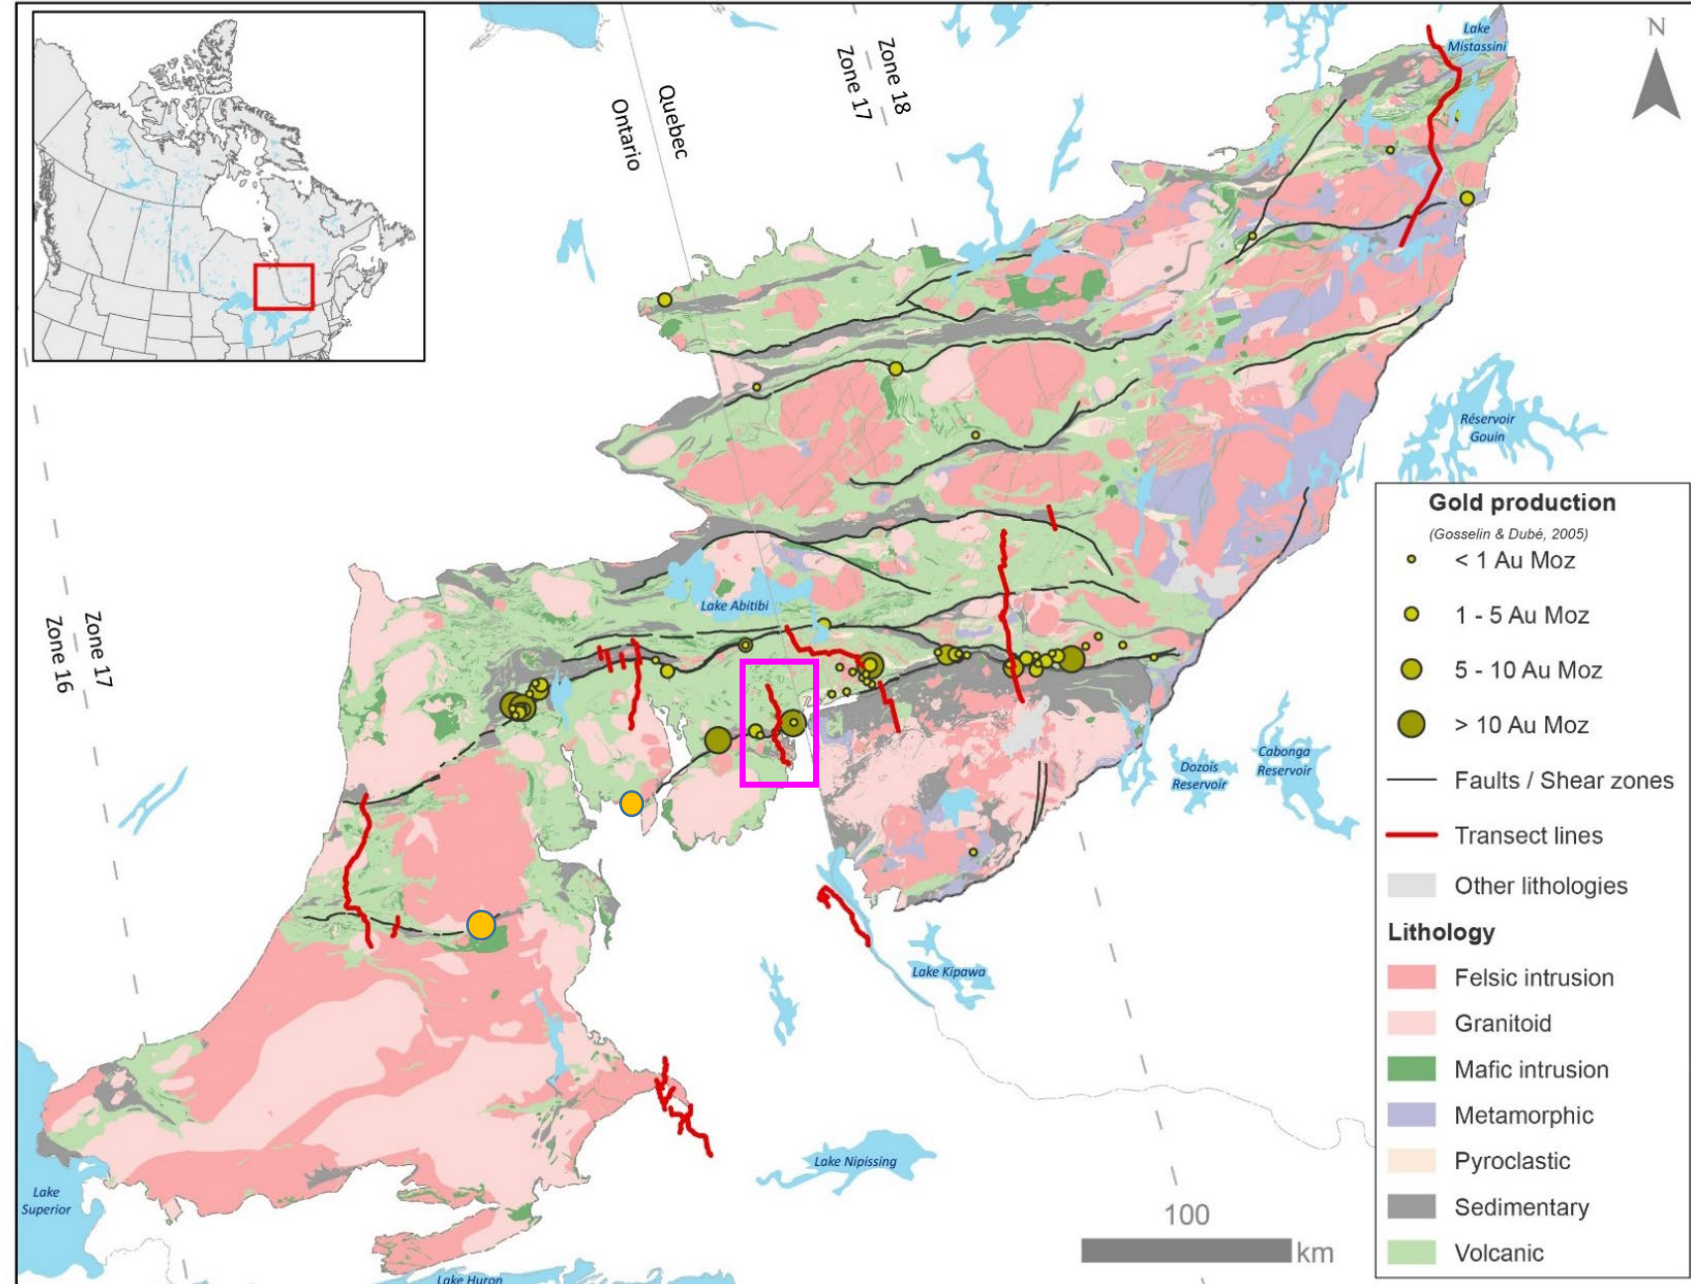 Lake
Mistassini
N
Zone 17
Zone 18
Ontario
Quebec
Réservoir
Gouin
Gold production
(Gosselin & Dubé, 2005)
< 1 Au Moz
1 - 5 Au Moz
5 - 10 Au Moz
> 10 Au Moz
Faults / Shear zones
Transect lines
Other lithologies
Lithology
Felsic intrusion
Granitoid
Mafic intrusion
Metamorphic
Pyroclastic
Sedimentary
Volcanic
Lake Abitibi
Zone 16
Zone 17
Dozois
Reservoir
Cabonga
Reservoir
Lake Kipawa
Lake Nipissing
Lake
Superior
Lake Huron
100
km